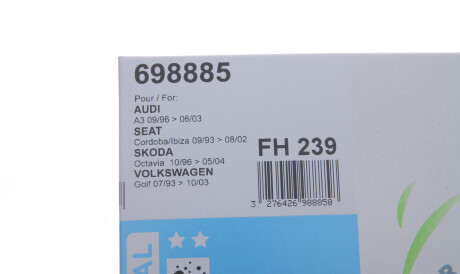 698885
Pour / For:
AUDI
A3 09/96 > 06/03
SEAT
Cordoba/Ibiza 09/93 > 08/02
SKODA
Octavia 10/96 > 05/04
VOLKSWAGEN
Golf 07/93 > 10/03
FH 239
3 276426 988858